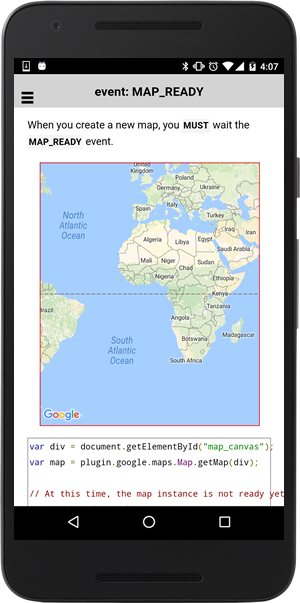 4:07
event: MAP_READY
When you create a new map, you MUST wait the
MAP_READY event.
United
Kingdom
Poland
Germany
Ukraine
Italy
Spain
Turkey
North
Atlantic
Ocean
Iraq
Iran
Algeria
Libya
Egypt
Saudi Arabia
Mali
Niger
Sudan
Chad
Nigeria
Ethiopia
Kenya
Brazil
Tanzania
Angola
South
Atlantic
Ocean
Botswana
Madagascar
South Africa
Google
var div = document.getElementById("map_canvas");
var map = plugin.google.maps.Map.getMap(div);
// At this time, the map instance is not ready yet